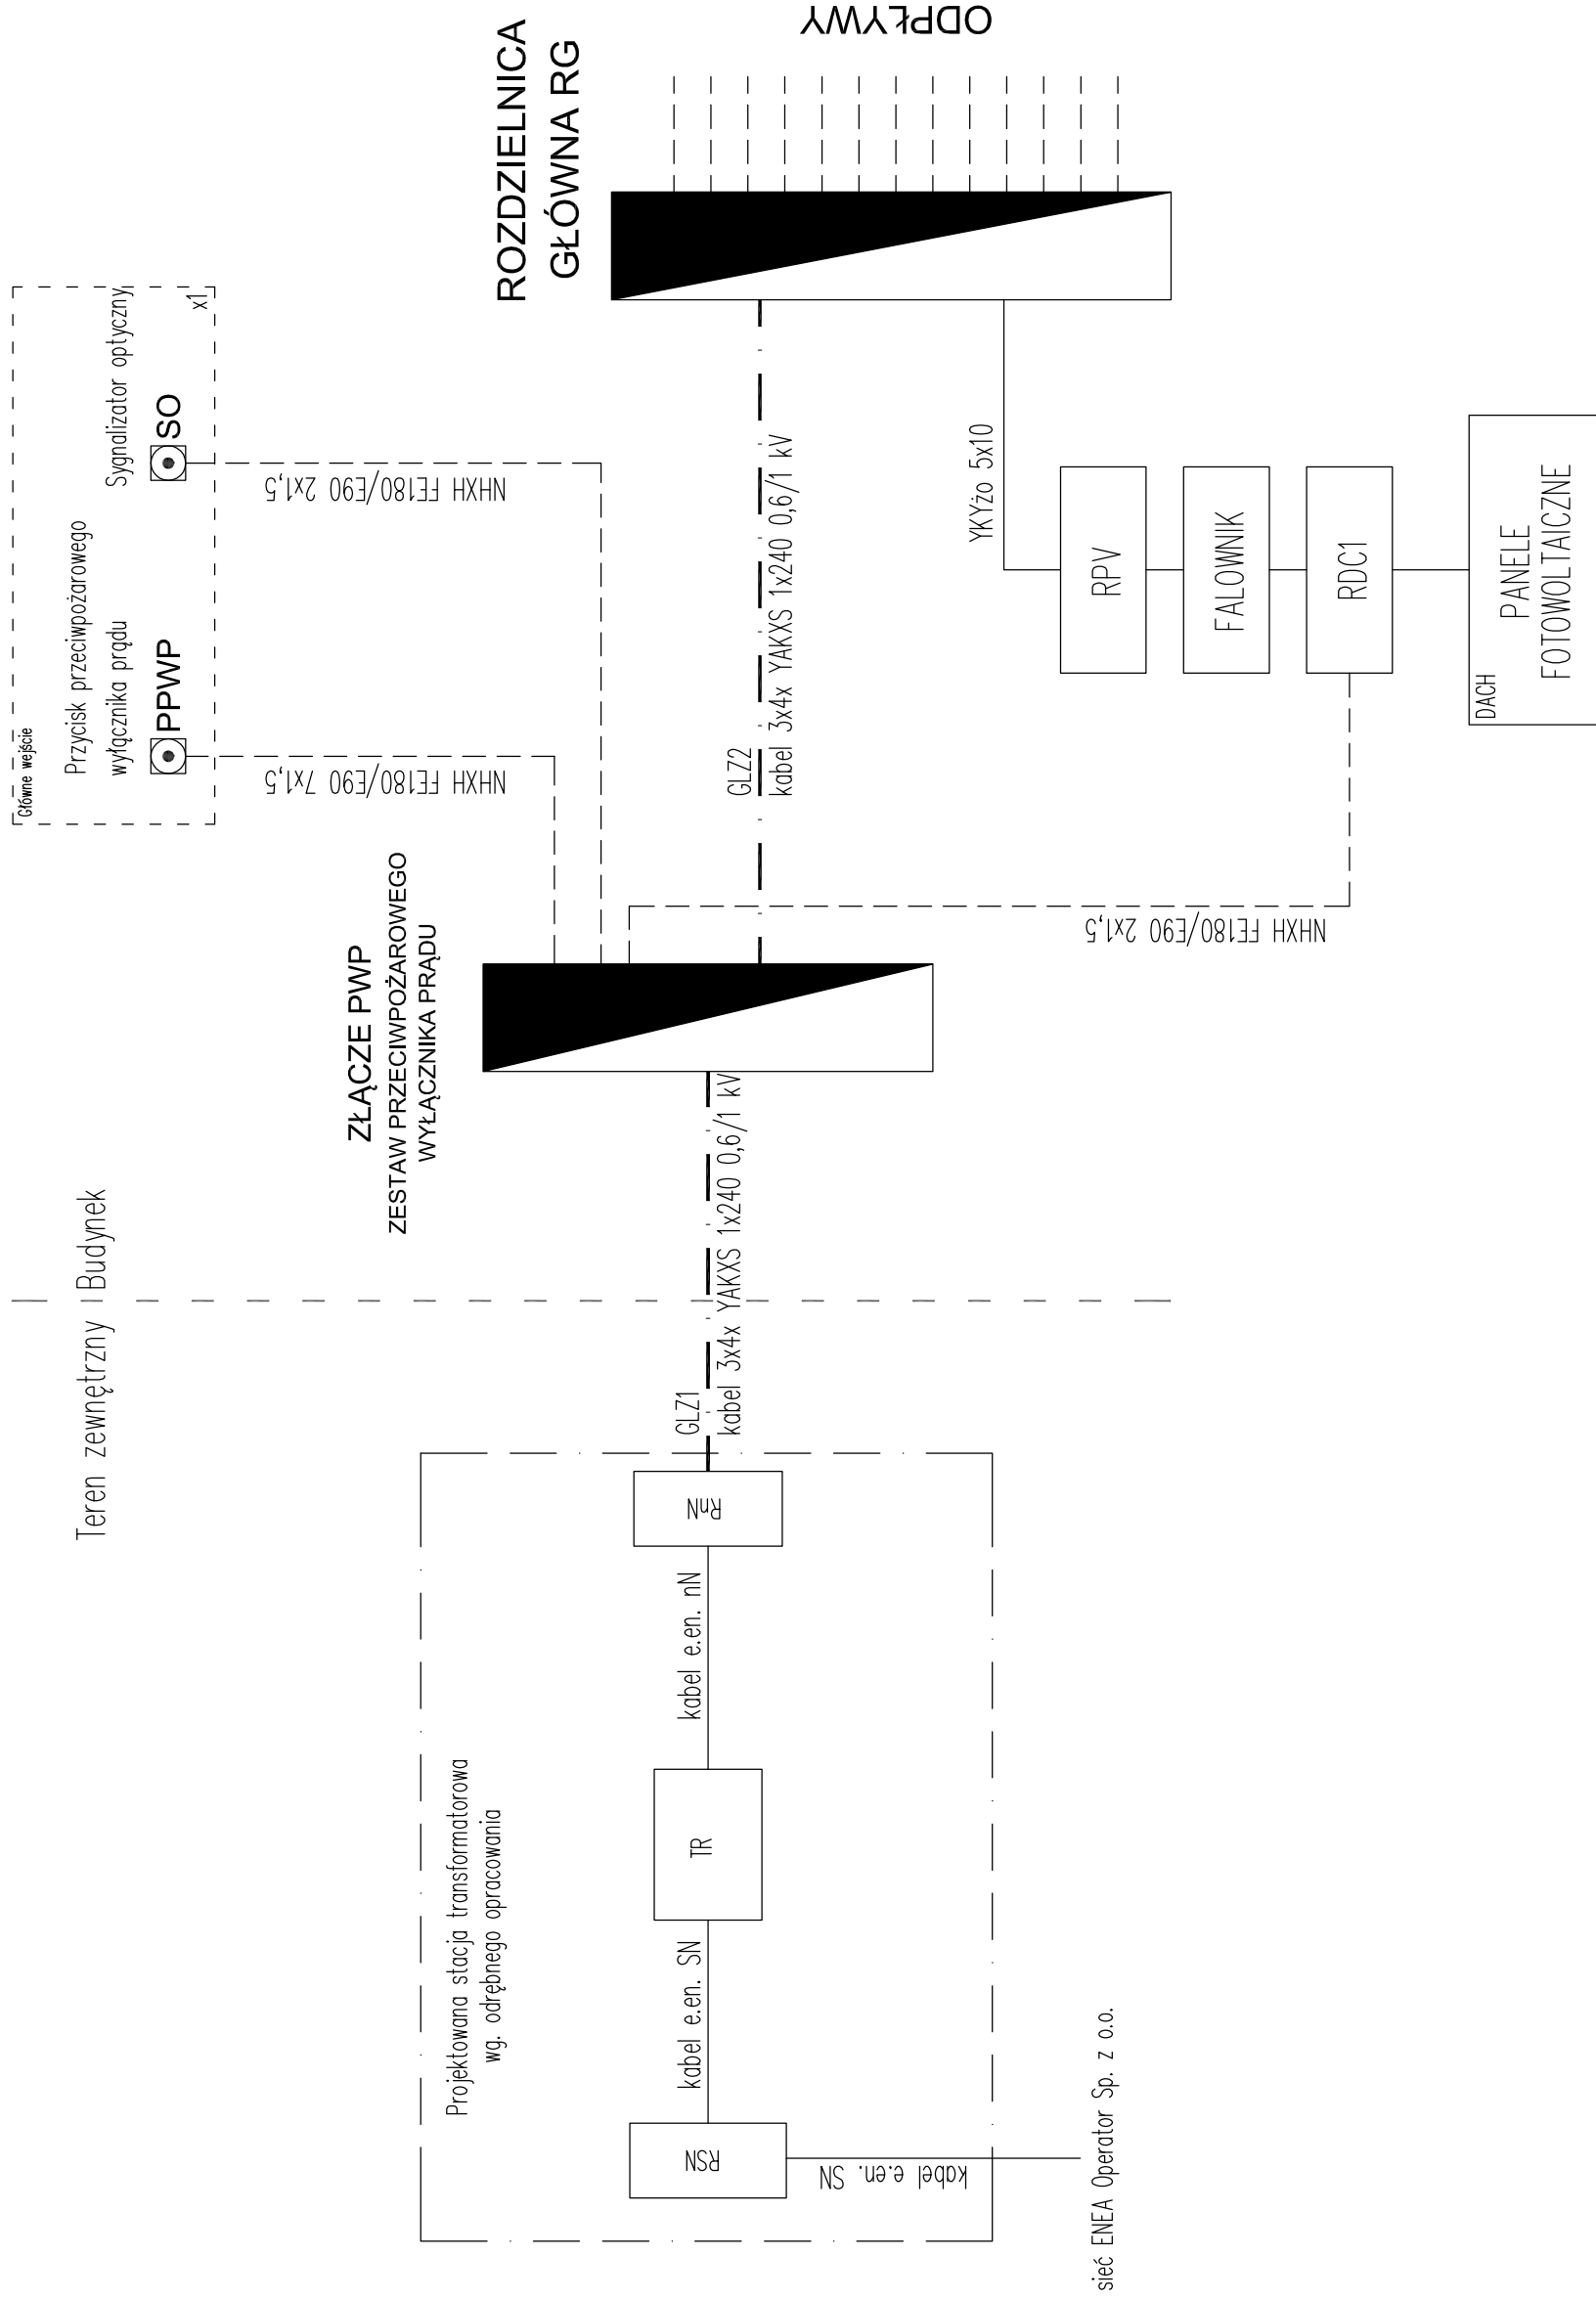 Teren zewnętrzny
Budynek
Główne wejście
Przycisk przeciwpożarowego
wyłącznika prądu
PPWP
Sygnalizator optyczny
SO
x1
NHXH FE180/E90 7x1,5
NHXH FE180/E90 2x1,5
ZŁĄCZE PWP
ZESTAW PRZECIWPOŻAROWEGO
WYŁĄCZNIKA PRĄDU
ROZDZIELNICA
GŁÓWNA RG
ODPŁYWY
Projektowana stacja transformatorowa
wg. odrębnego opracowania
RSN
kabel e.en. SN
TR
kabel e.en. nN
RnN
GLZ1
kabel 3x4x YAKXS 1x240 0,6/1 kV
GLZ2
kabel 3x4x YAKXS 1x240 0,6/1 kV
kabel e.en. SN
sieć ENEA Operator Sp. z o.o.
NHXH FE180/E90 2x1,5
YKYżo 5x10
RPV
FALOWNIK
RDC1
DACH
PANELE
FOTOWOLTAICZNE